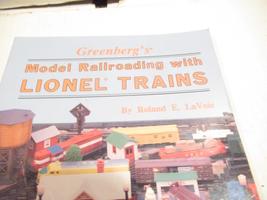 Greenberg's
Model Railroading with
LIONEL TRAINS
By Roland E. LaVoie